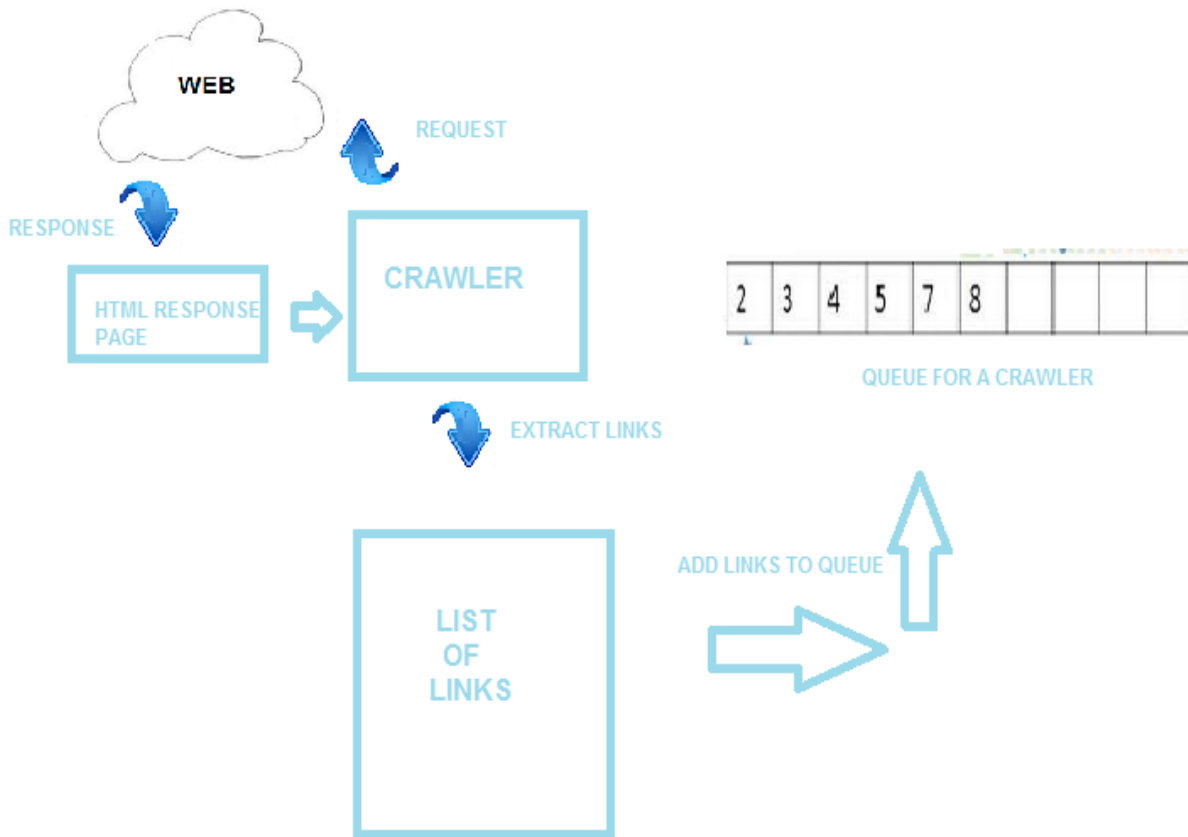 WEB
REQUEST
RESPONSE
CRAWLER
HTML RESPONSE
PAGE
2 3 4 5 7 8
QUEUE FOR A CRAWLER
EXTRACT LINKS
ADD LINKS TO QUEUE
LIST
OF
LINKS